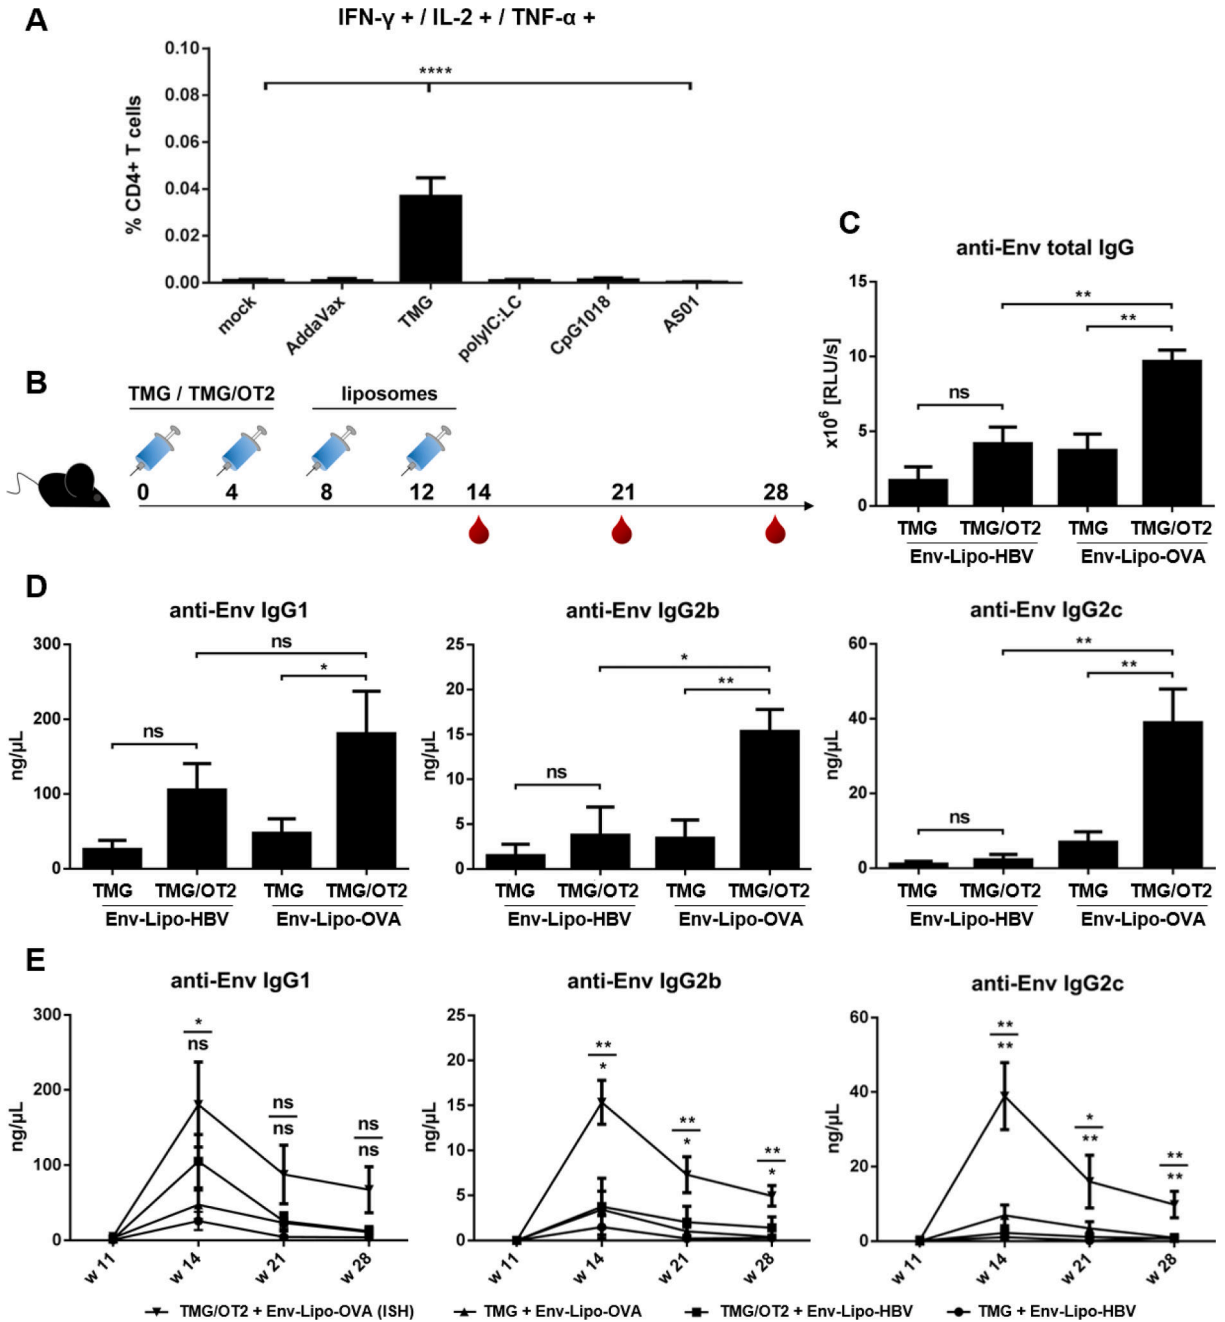 A
IFN-γ + / IL-2 + / TNF-α +
% CD4+ T cells
0.10
0.08
0.06
0.04
0.02
0.00
****
mock
AddaVax
TMG
polyIC:LC
CpG1018
AS01
B
TMG / TMG/OT2
liposomes
0
4
8
12
14
21
28
C
anti-Env total IgG
x10⁶ [RLU/s]
15
10
5
0
ns
**
**
TMG TMG/OT2 TMG TMG/OT2
Env-Lipo-HBV Env-Lipo-OVA
D
anti-Env IgG1
ng/µL
300
200
100
0
ns
ns
*
TMG TMG/OT2 TMG TMG/OT2
Env-Lipo-HBV Env-Lipo-OVA
anti-Env IgG2b
ng/µL
25
20
15
10
5
0
ns
*
**
TMG TMG/OT2 TMG TMG/OT2
Env-Lipo-HBV Env-Lipo-OVA
anti-Env IgG2c
ng/µL
60
40
20
0
ns
**
**
TMG TMG/OT2 TMG TMG/OT2
Env-Lipo-HBV Env-Lipo-OVA
E
anti-Env IgG1
ng/µL
300
200
100
0
*
ns
ns
ns
ns
ns
w 11
w 14
w 21
w 28
anti-Env IgG2b
ng/µL
25
20
15
10
5
0
**
*
**
*
**
*
w 11
w 14
w 21
w 28
anti-Env IgG2c
ng/µL
60
40
20
0
**
**
*
**
**
**
w 11
w 14
w 21
w 28
TMG/OT2 + Env-Lipo-OVA (ISH)
TMG + Env-Lipo-OVA
TMG/OT2 + Env-Lipo-HBV
TMG + Env-Lipo-HBV